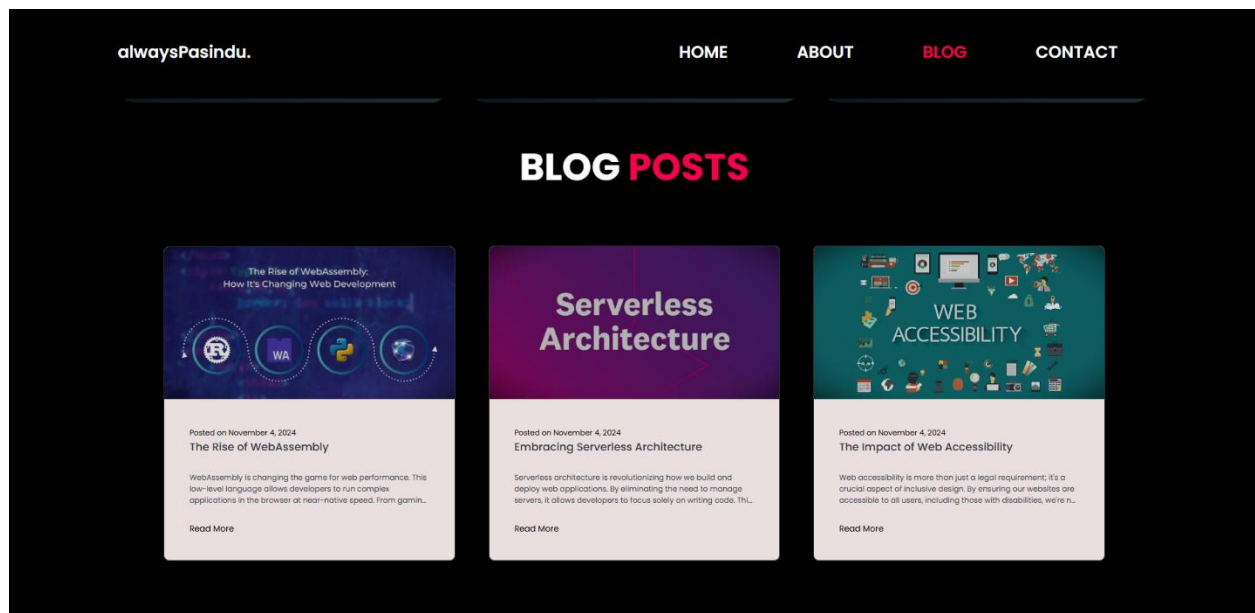 alwaysPasindu.
HOME
ABOUT
BLOG
CONTACT
BLOG POSTS
The Rise of WebAssembly:
How It's Changing Web Development
WA
Posted on November 4, 2024
The Rise of WebAssembly
WebAssembly is changing the game for web performance. This
low-level language allows developers to run complex
applications in the browser at near-native speed. From gamin...
Read More
Serverless
Architecture
Posted on November 4, 2024
Embracing Serverless Architecture
Serverless architecture is revolutionizing how we build and
deploy web applications. By eliminating the need to manage
servers, it allows developers to focus solely on writing code. Thi...
Read More
WEB
ACCESSIBILITY
Posted on November 4, 2024
The Impact of Web Accessibility
Web accessibility is more than just a legal requirement; it's a
crucial aspect of inclusive design. By ensuring our websites are
accessible to all users, including those with disabilities, we're n...
Read More